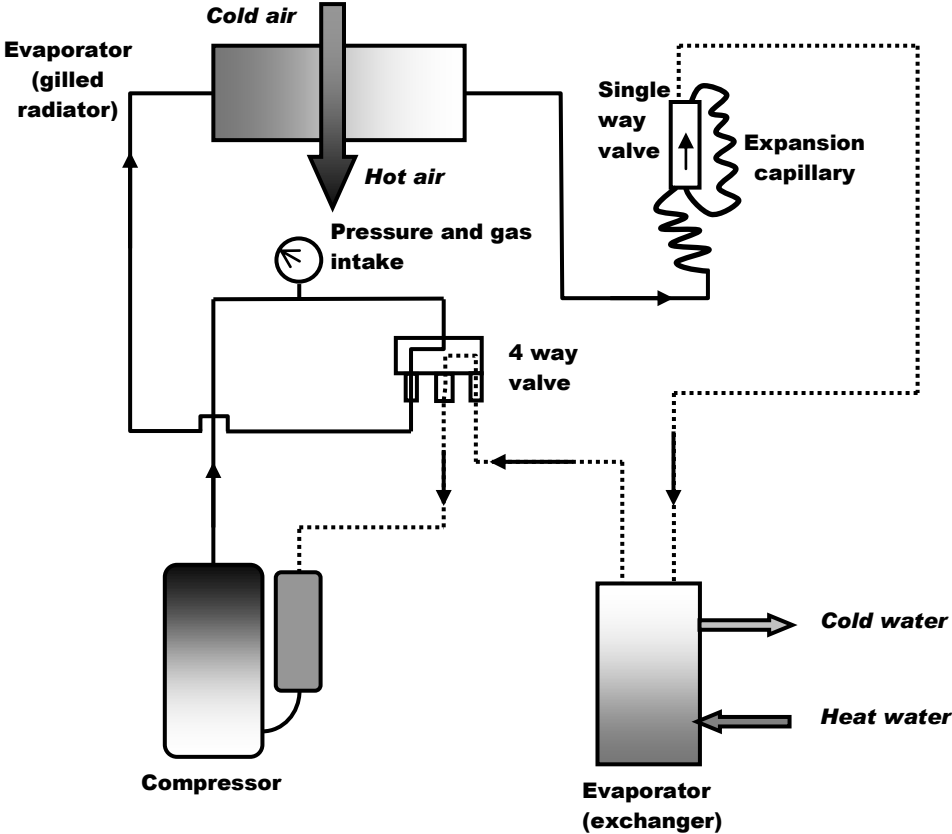 Cold air
Evaporator
(gilled
radiator)
Hot air
Single
way
valve
Expansion
capillary
Pressure and gas
intake
4 way
valve
Cold water
Heat water
Compressor
Evaporator
(exchanger)